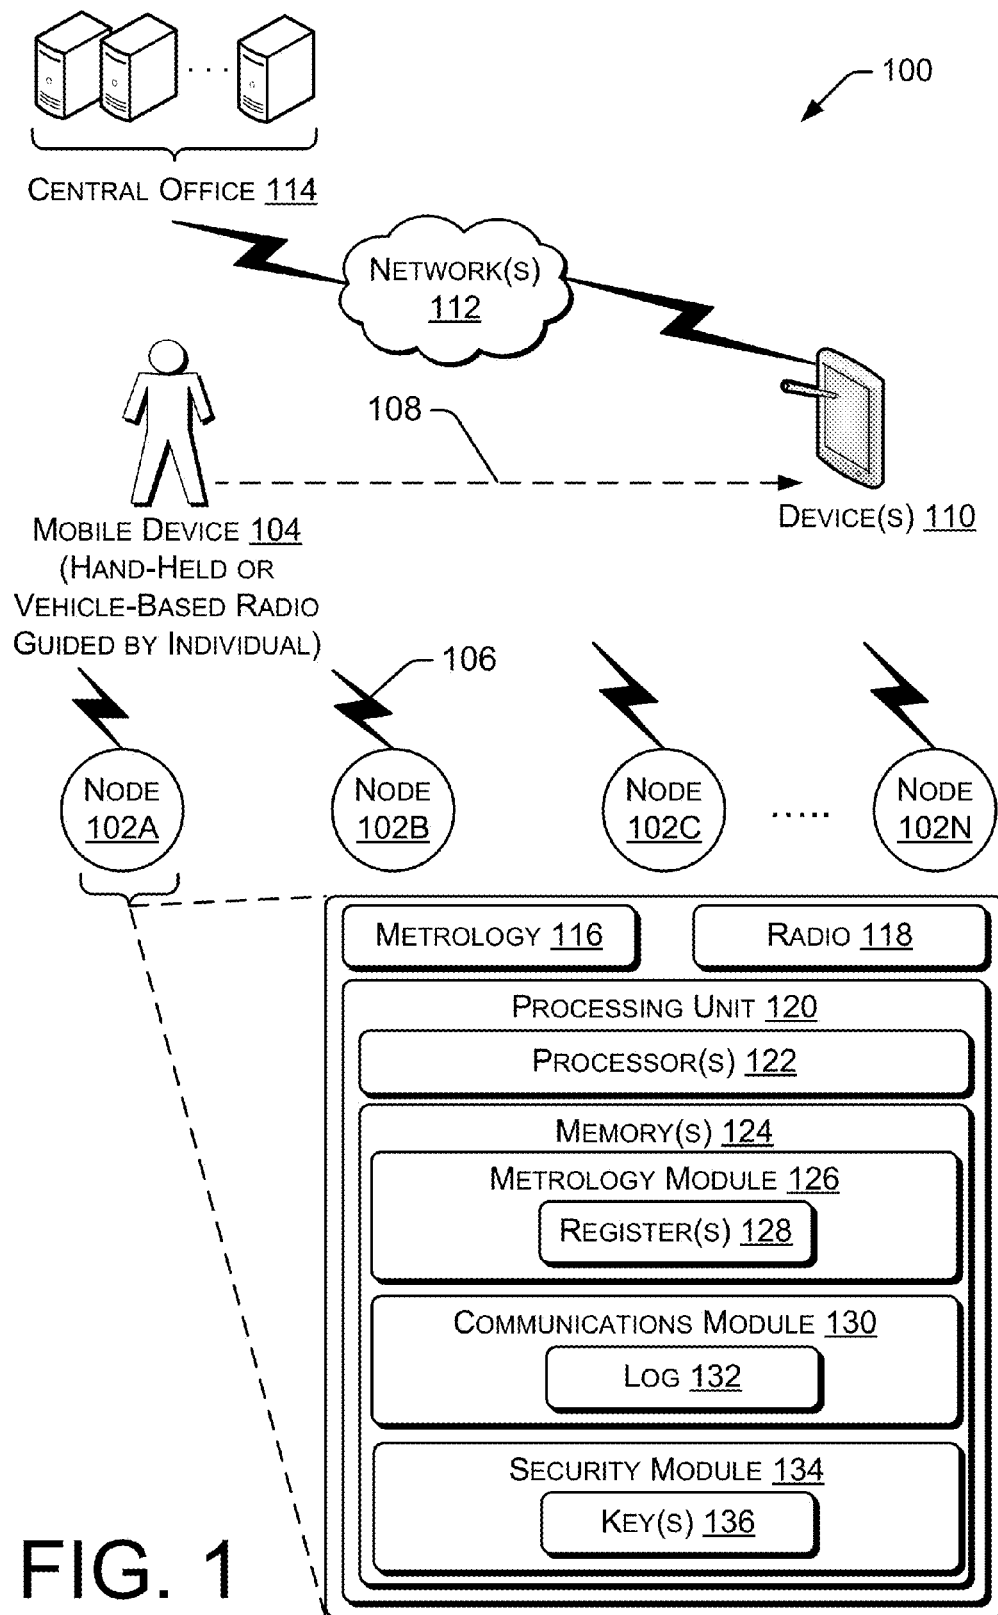 100
CENTRAL OFFICE 114
NETWORK(S)
112
108
MOBILE DEVICE 104
(HAND-HELD OR
VEHICLE-BASED RADIO
GUIDED BY INDIVIDUAL)
DEVICE(S) 110
106
NODE
102A
NODE
102B
NODE
102C
.....
NODE
102N
METROLOGY 116
RADIO 118
PROCESSING UNIT 120
PROCESSOR(S) 122
MEMORY(S) 124
METROLOGY MODULE 126
REGISTER(S) 128
COMMUNICATIONS MODULE 130
LOG 132
SECURITY MODULE 134
KEY(S) 136
FIG. 1